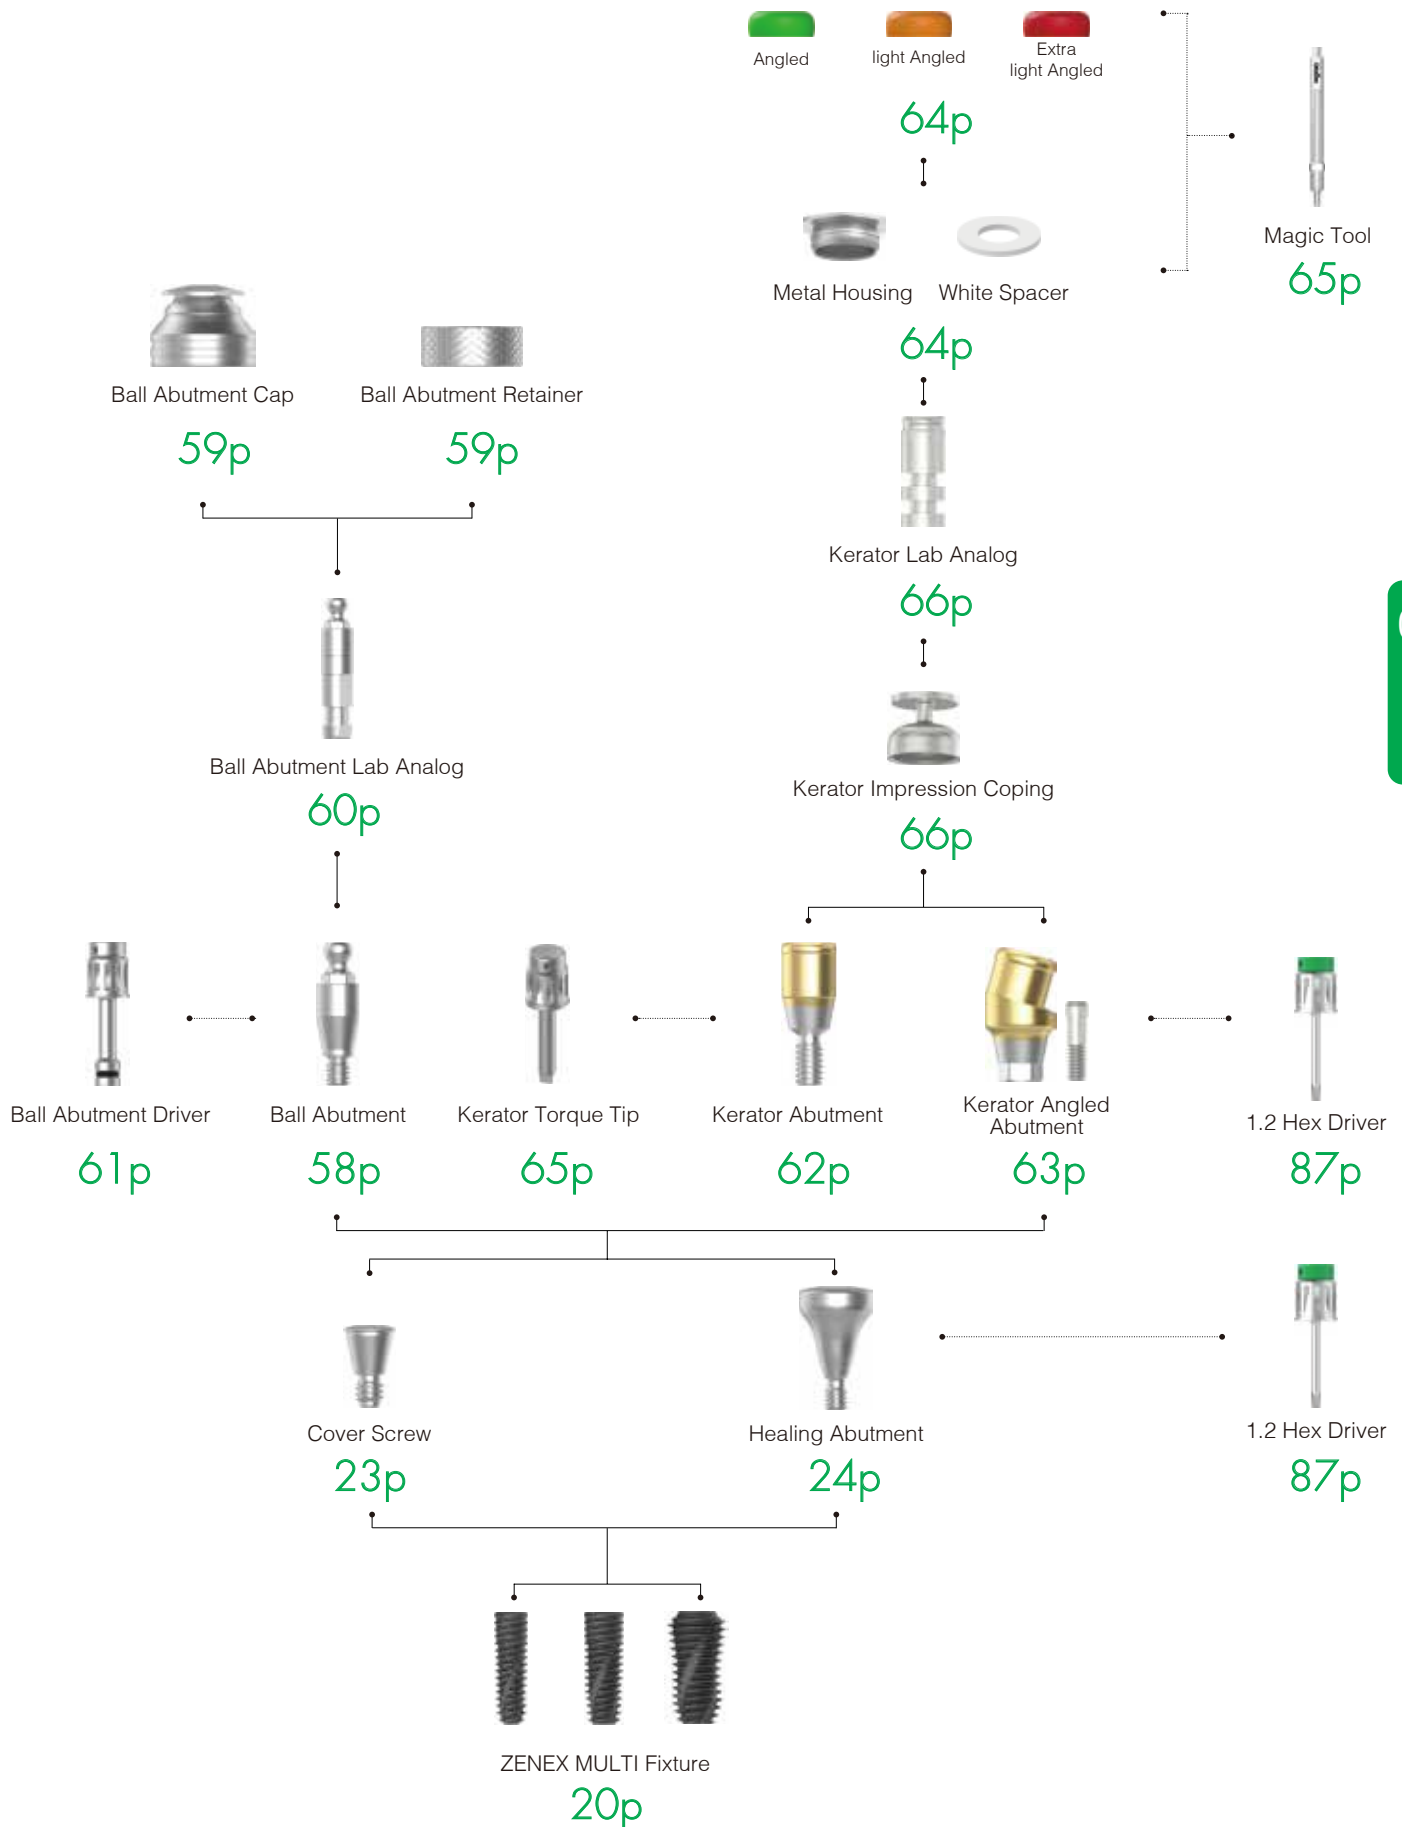 Angled
light Angled
Extra
light Angled
64p
Magic Tool
65p
Metal Housing
White Spacer
64p
Ball Abutment Cap
Ball Abutment Retainer
59p
59p
Kerator Lab Analog
66p
Ball Abutment Lab Analog
60p
Kerator Impression Coping
66p
Ball Abutment Driver
Ball Abutment
Kerator Torque Tip
Kerator Abutment
Kerator Angled
Abutment
1.2 Hex Driver
61p
58p
65p
62p
63p
87p
Cover Screw
Healing Abutment
1.2 Hex Driver
23p
24p
87p
ZENEX MULTI Fixture
20p